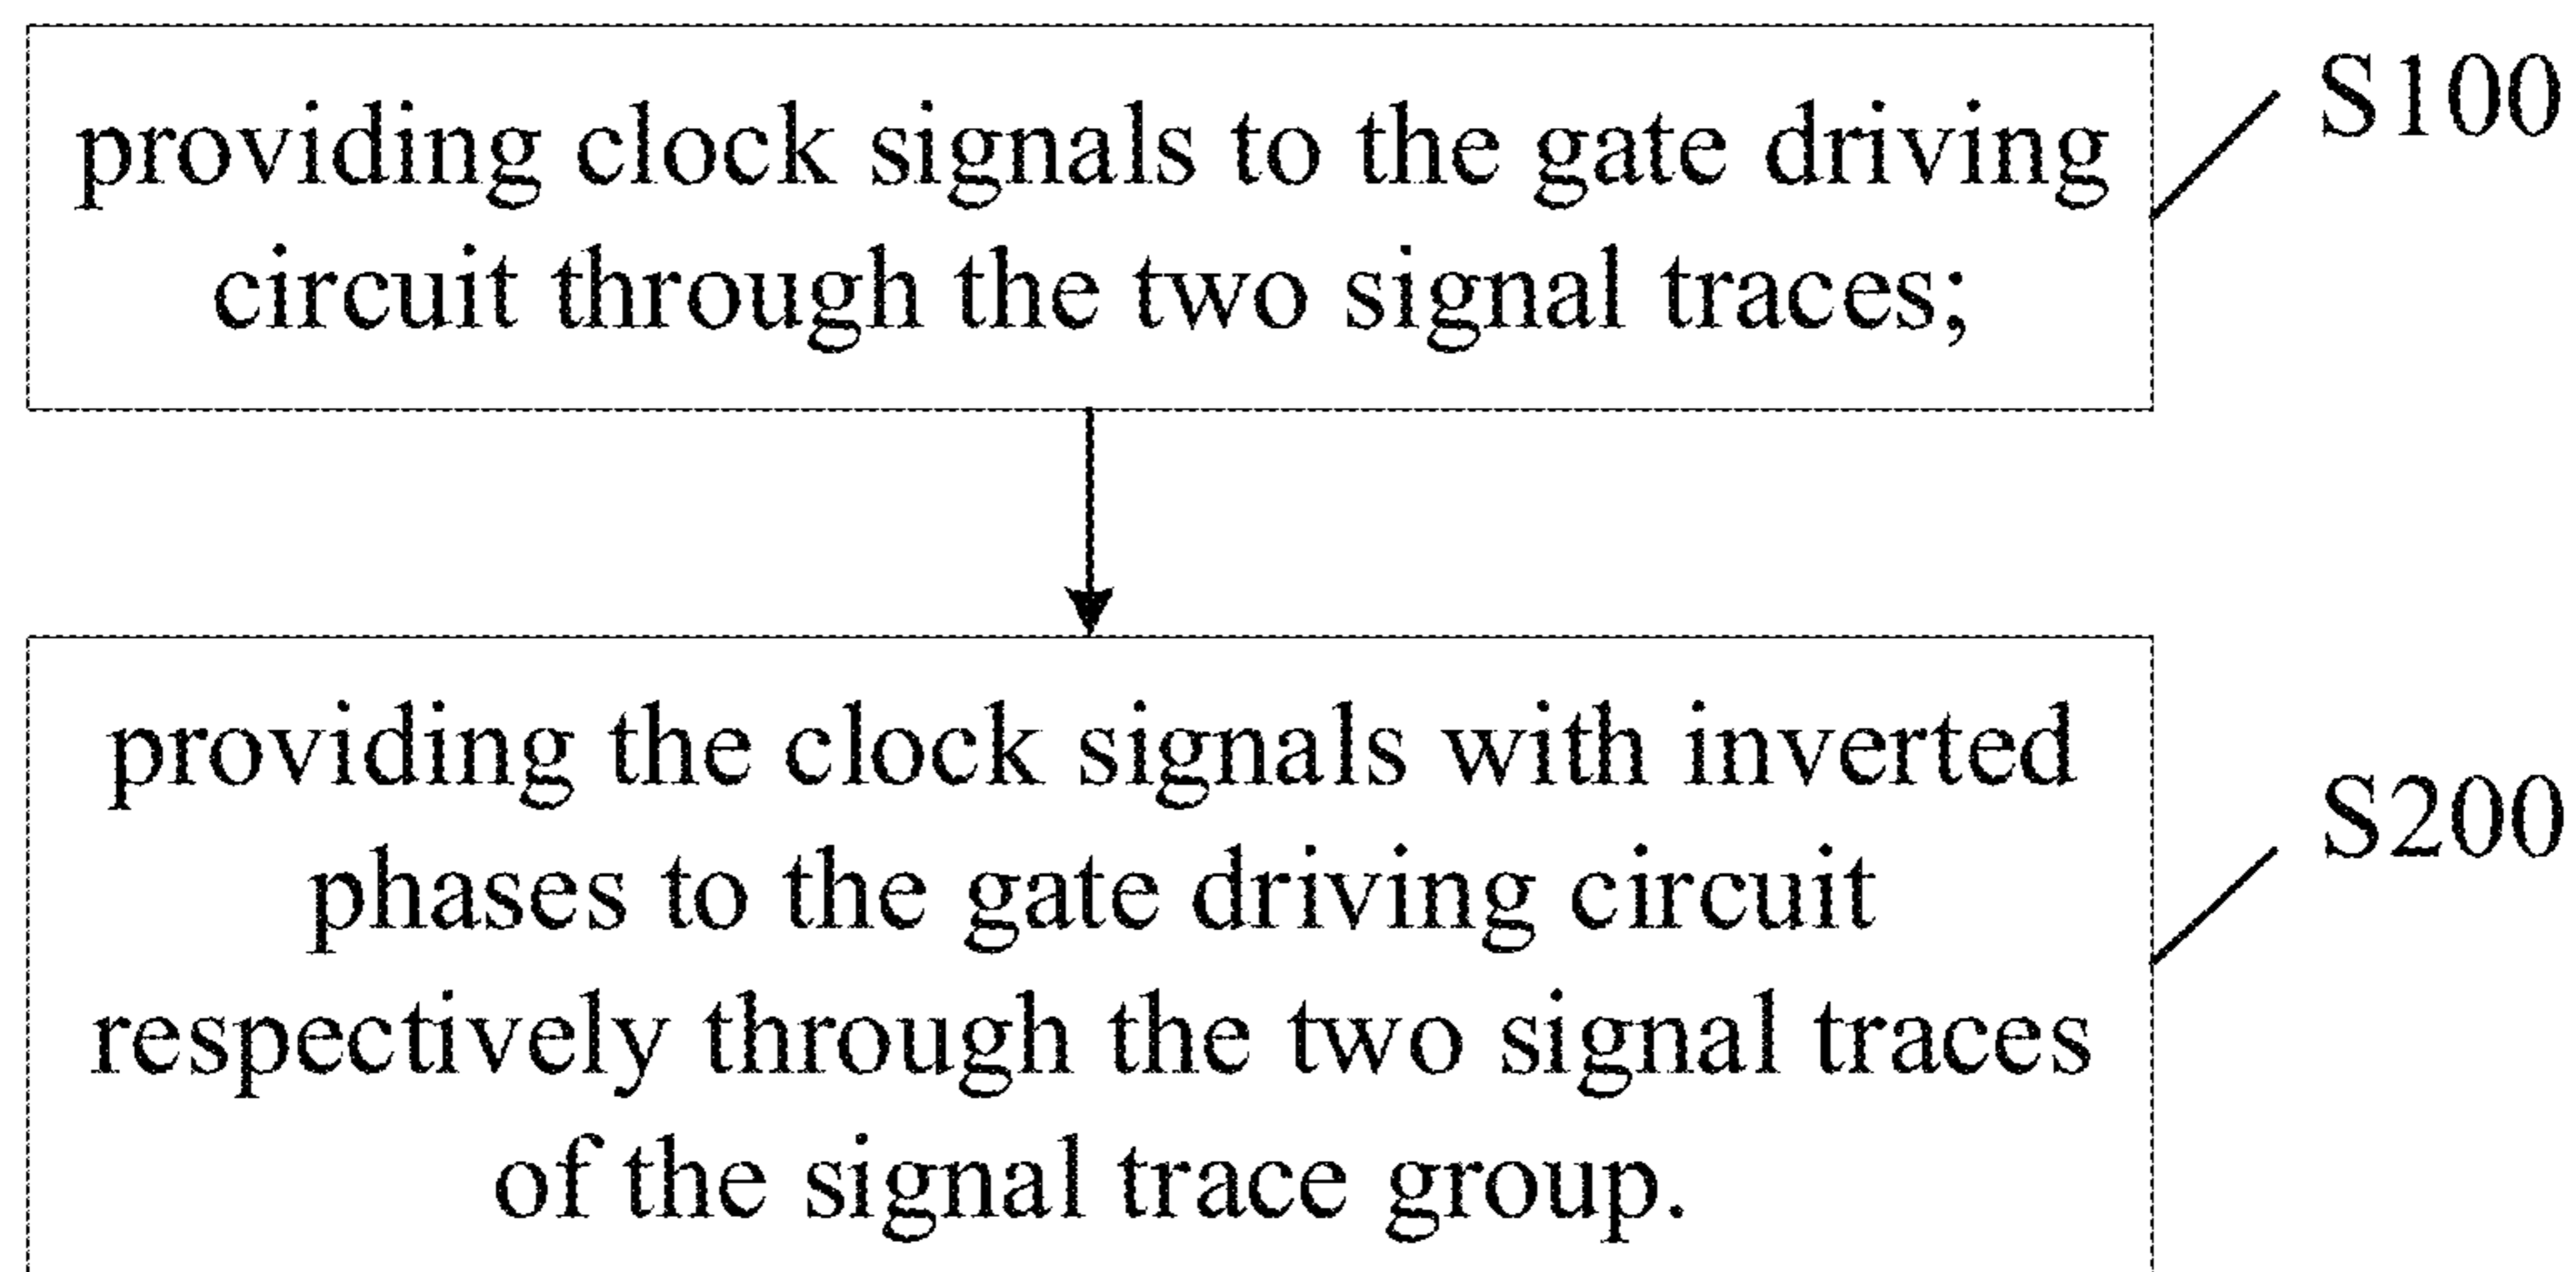 providing clock signals to the gate driving
circuit through the two signal traces;
S100
providing the clock signals with inverted
phases to the gate driving circuit
respectively through the two signal traces
of the signal trace group.
S200